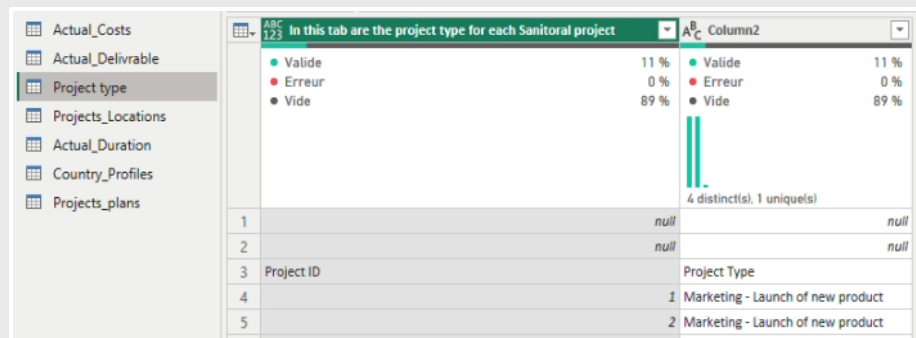 Actual_Costs
Actual_Delivrable
Project type
Projects_Locations
Actual_Duration
Country_Profiles
Projects_plans
ABC 123 In this tab are the project type for each Sanitoral project
ABC Column2
Valide 11 %
Erreur 0 %
Vide 89 %
Valide 11 %
Erreur 0 %
Vide 89 %
4 distinct(s), 1 unique(s)
1 null null
2 null null
3 Project ID Project Type
4 1 Marketing - Launch of new product
5 2 Marketing - Launch of new product